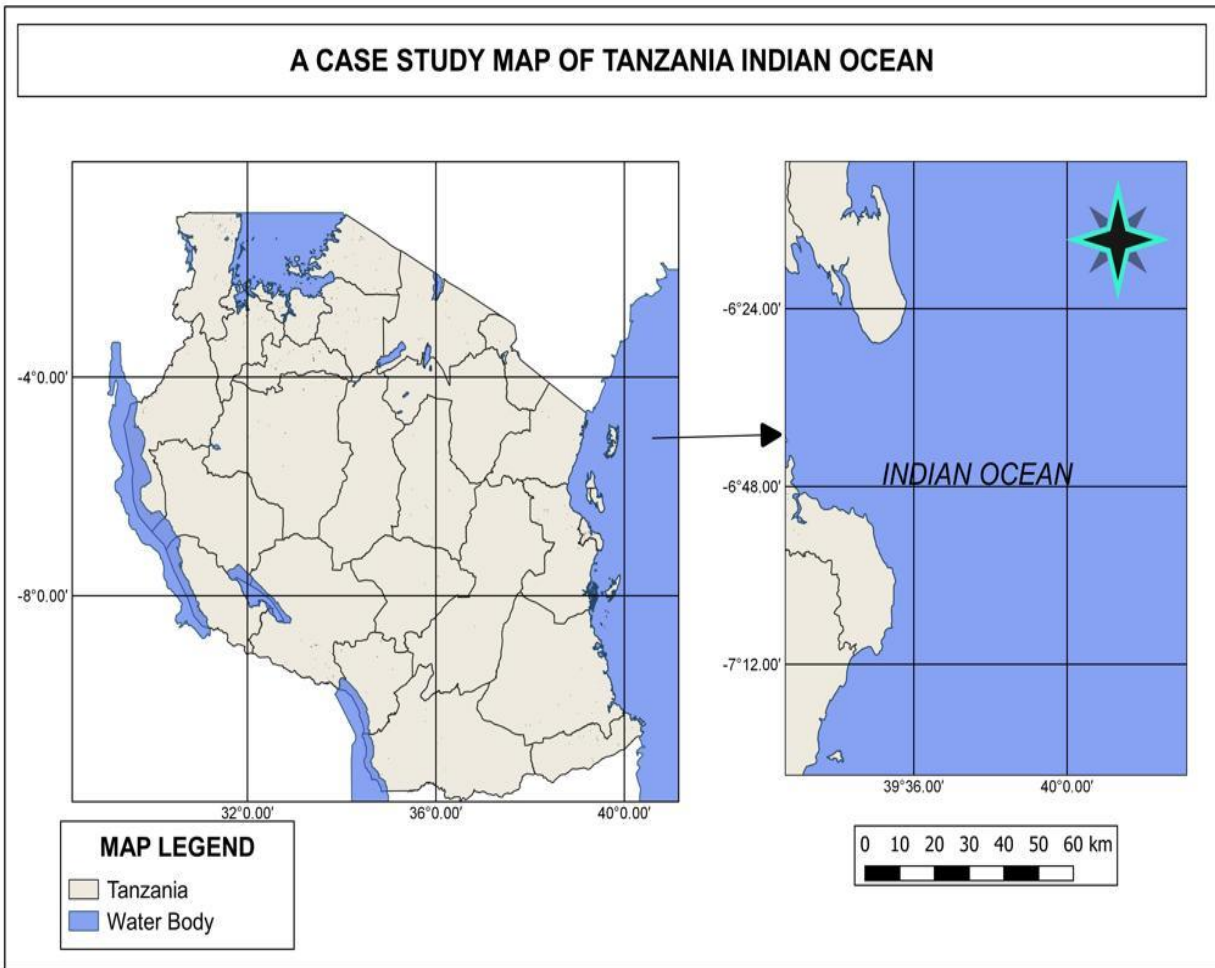 A CASE STUDY MAP OF TANZANIA INDIAN OCEAN
-4°0.00'
-8°0.00'
32°0.00'
36°0.00'
40°0.00'
-6°24.00'
INDIAN OCEAN
-6°48.00'
-7°12.00'
39°36.00'
40°0.00'
MAP LEGEND
Tanzania
Water Body
0 10 20 30 40 50 60 km